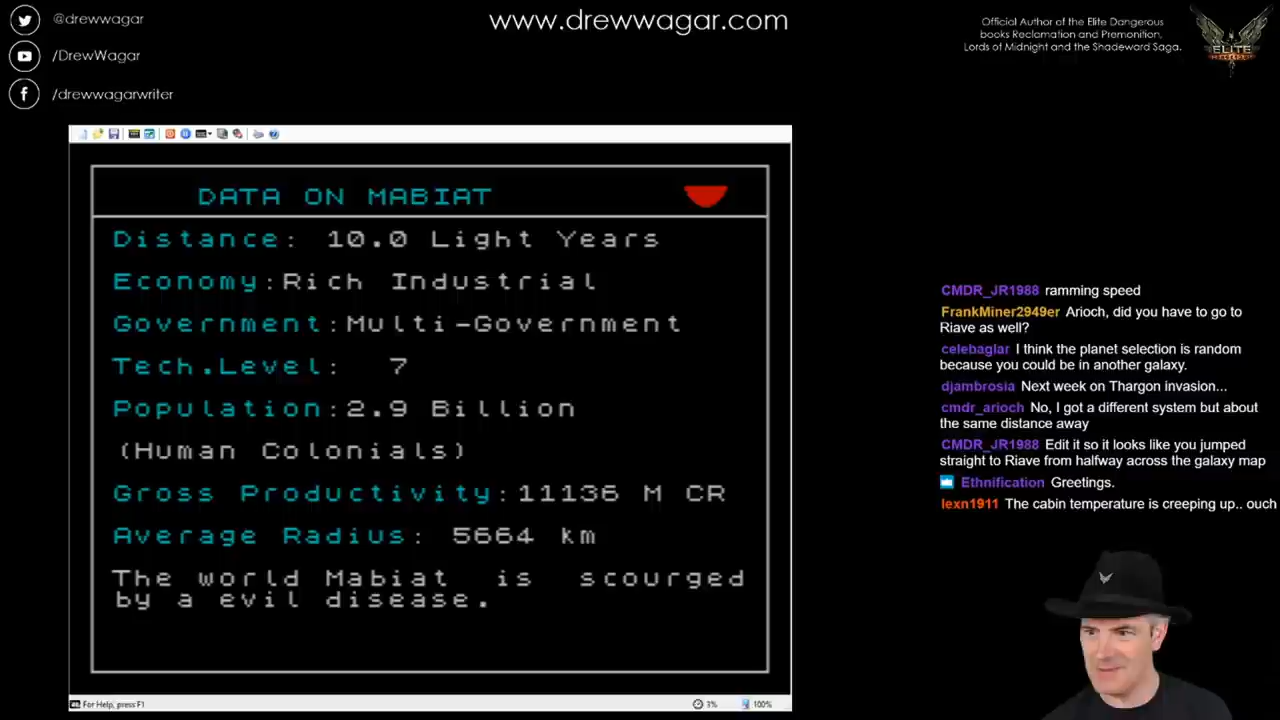 @drewwagar
/DrewWagar
/drewwagarwriter
www.drewwagar.com
Official Author of the Elite Dangerous
books Reclamation and Premonition,
Lords of Midnight and the Shadeward Saga.
ELITE
DATA ON MABIAT
Distance: 10.0 Light Years
Economy:Rich Industrial
Government:Multi-Government
Tech.Level: 7
Population:2.9 Billion
(Human Colonials)
Gross Productivity:11136 M CR
Average Radius: 5664 km
The world Mabiat is scourged
by a evil disease.
For Help, press F1
3%
100%
CMDR_JR1988 ramming speed
FrankMiner2949er Arioch, did you have to go to
Riave as well?
celebaglar I think the planet selection is random
because you could be in another galaxy.
djambrosia Next week on Thargon invasion...
cmdr_arioch No, I got a different system but about
the same distance away
CMDR_JR1988 Edit it so it looks like you jumped
straight to Riave from halfway across the galaxy map
Ethnification Greetings.
lexn1911 The cabin temperature is creeping up.. ouch